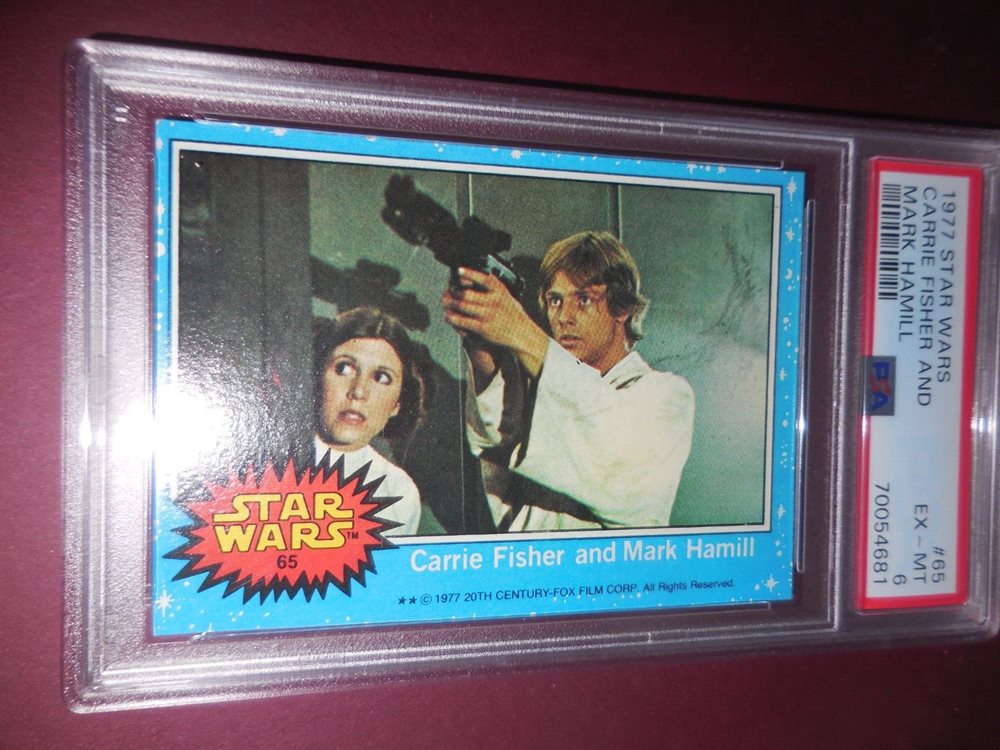 STAR
WARS™
65
Carrie Fisher and Mark Hamill
★★ © 1977 20TH CENTURY-FOX FILM CORP. All Rights Reserved.
1977 STAR WARS #65
CARRIE FISHER AND EX - MT
MARK HAMILL 6
PSA 70054681